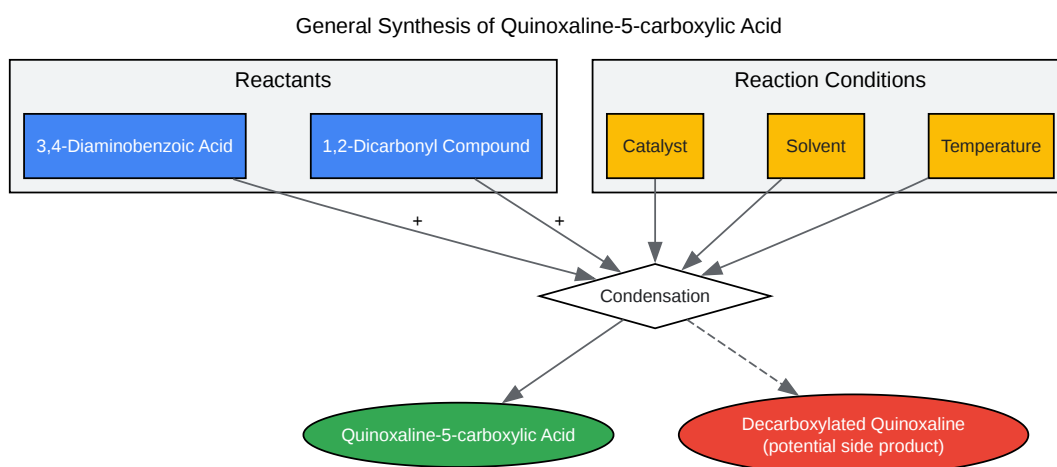 General Synthesis of Quinoxaline-5-carboxylic Acid
Reactants
Reaction Conditions
3,4-Diaminobenzoic Acid
1,2-Dicarbonyl Compound
Catalyst
Solvent
Temperature
+
+
Condensation
Quinoxaline-5-carboxylic Acid
Decarboxylated Quinoxaline
(potential side product)